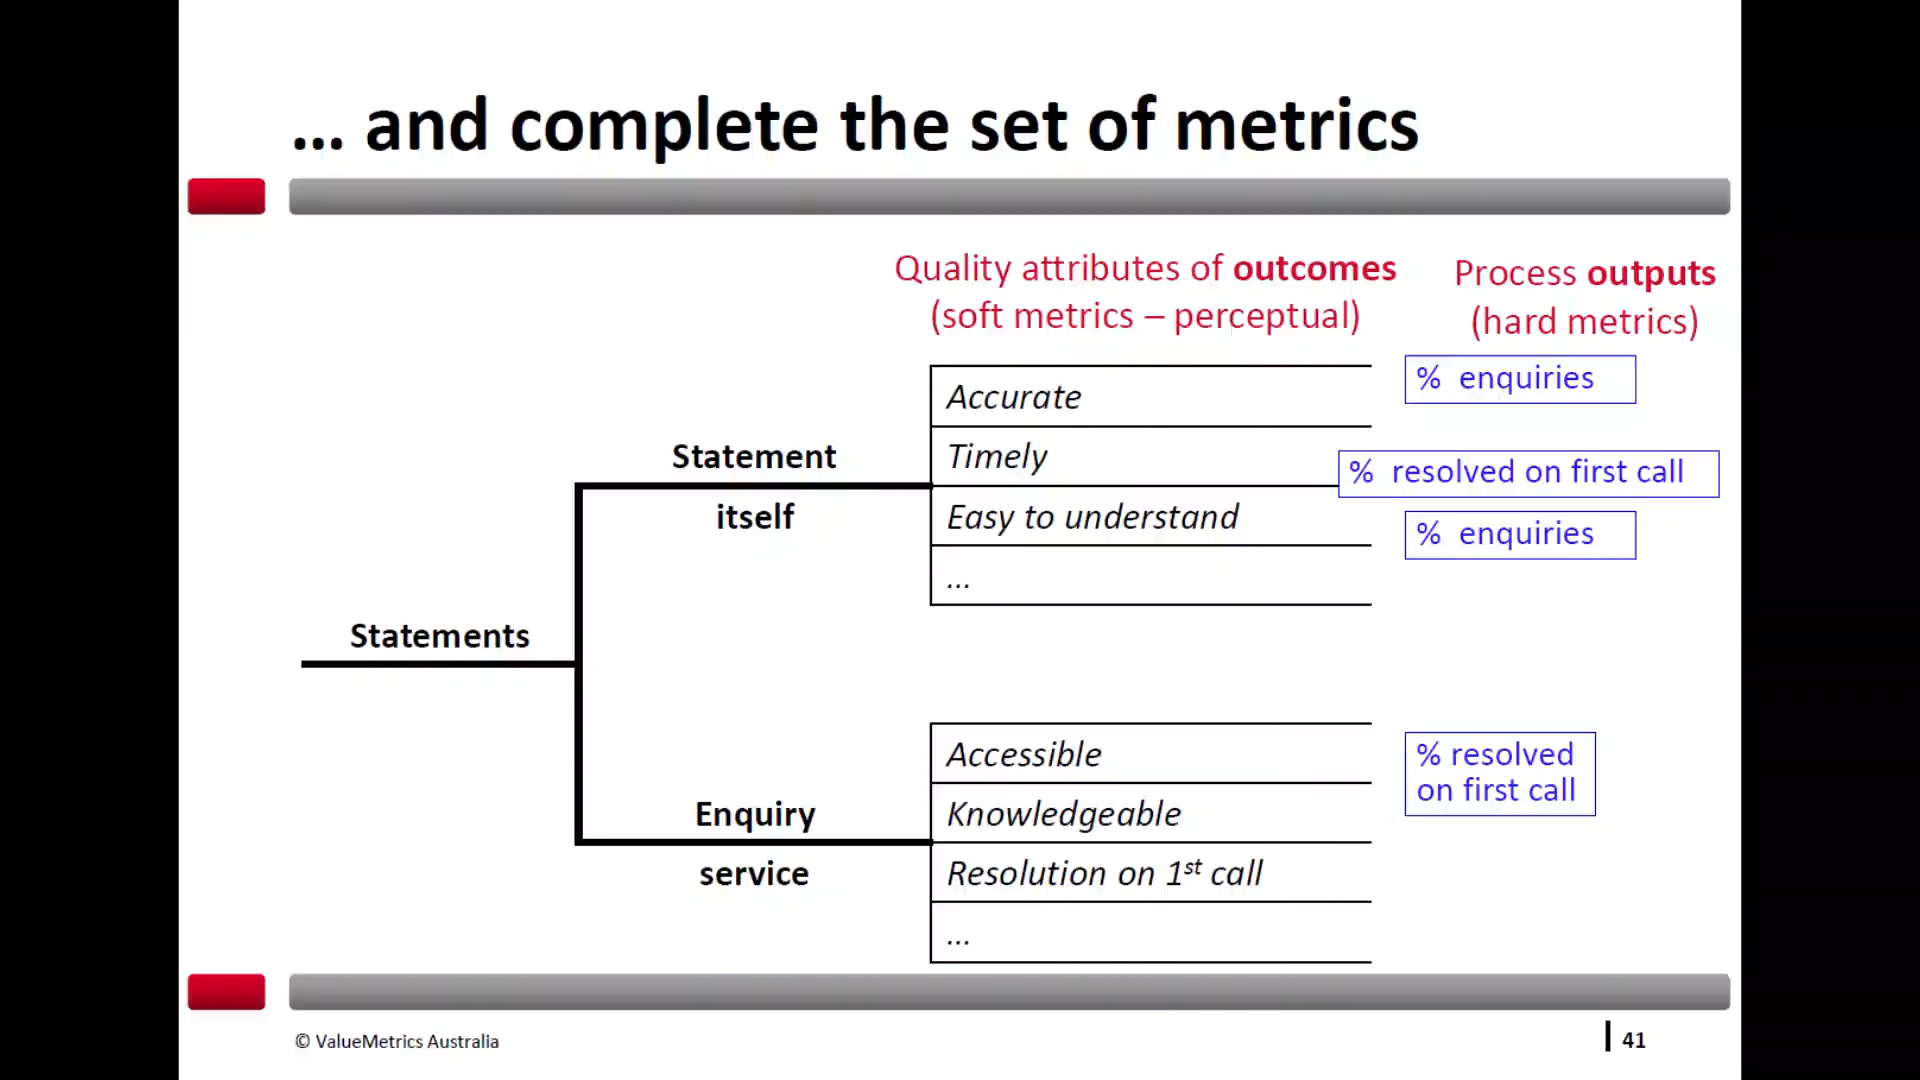 ... and complete the set of metrics
Quality attributes of outcomes
(soft metrics – perceptual)
Process outputs
(hard metrics)
Statements
Statement
itself
Accurate
Timely
Easy to understand
...
% enquiries
% resolved on first call
% enquiries
Enquiry
service
Accessible
Knowledgeable
Resolution on 1st call
...
% resolved
on first call
© ValueMetrics Australia
41